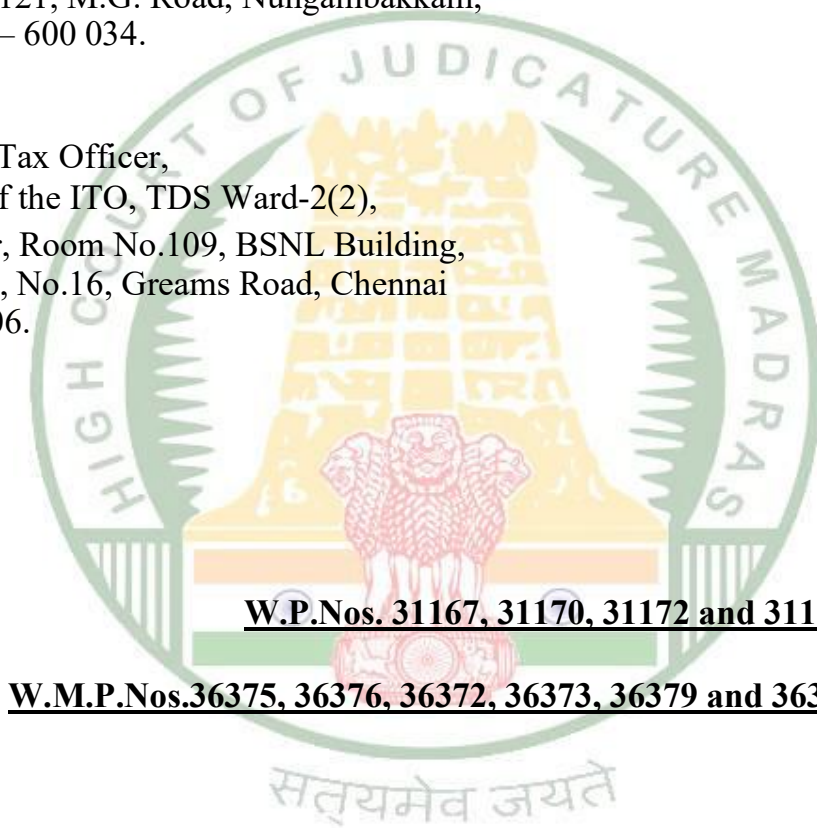 121, M.G. Road, Nungambakkam,
– 600 034.
HIGH COURT OF JUDICATURE MADRAS
Tax Officer,
f the ITO, TDS Ward-2(2),
r, Room No.109, BSNL Building,
, No.16, Greams Road, Chennai
06.
W.P.Nos. 31167, 31170, 31172 and 311
W.M.P.Nos.36375, 36376, 36372, 36373, 36379 and 363
सत्यमेव जयते